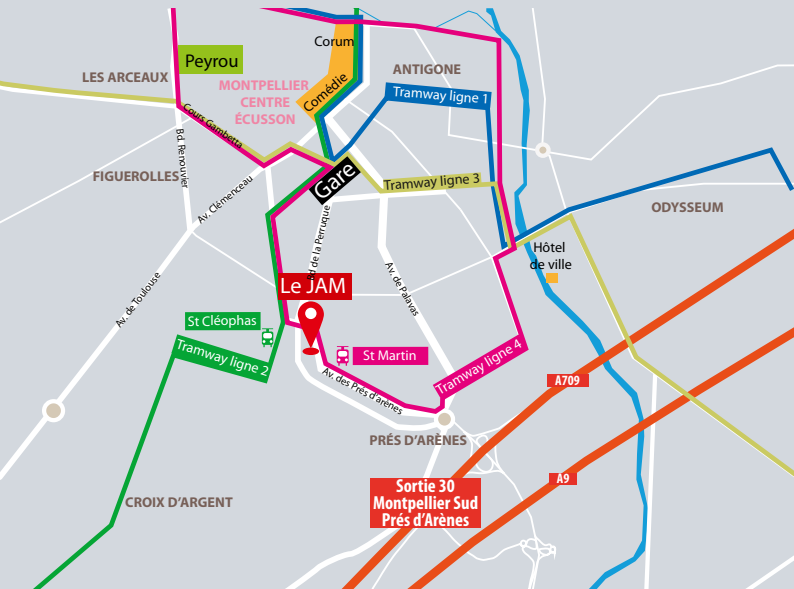 Corum
Peyrou
LES ARCEAUX
ANTIGONE
MONTPELLIER
CENTRE
ÉCUSSON
Comédie
Tramway ligne 1
Cours Gambetta
Bd. Renouvier
FIGUEROLLES
Av. Clémenceau
Gare
Tramway ligne 3
ODYSSEUM
Bd de la Perruque
Hôtel
de ville
Av. de Toulouse
Av. de Palavas
Le JAM
St Cléophas
Tramway ligne 2
St Martin
Tramway ligne 4
Av. des Prés d'arènes
A709
PRÉS D'ARÈNES
A9
Sortie 30
Montpellier Sud
Prés d'Arènes
CROIX D'ARGENT